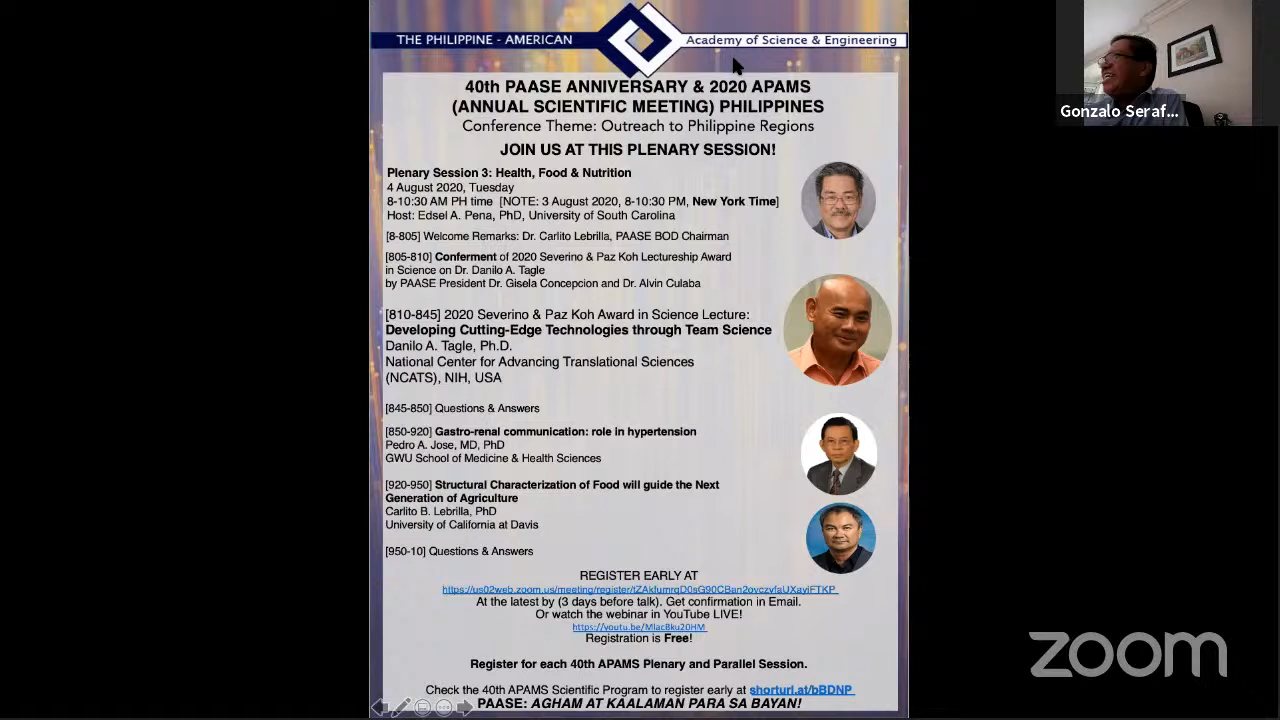 THE PHILIPPINE - AMERICAN
Academy of Science & Engineering
40th PAASE ANNIVERSARY & 2020 APAMS
(ANNUAL SCIENTIFIC MEETING) PHILIPPINES
Conference Theme: Outreach to Philippine Regions
JOIN US AT THIS PLENARY SESSION!
Plenary Session 3: Health, Food & Nutrition
4 August 2020, Tuesday
8-10:30 AM PH time [NOTE: 3 August 2020, 8-10:30 PM, New York Time]
Host: Edsel A. Pena, PhD, University of South Carolina
[8-805] Welcome Remarks: Dr. Carlito Lebrilla, PAASE BOD Chairman
[805-810] Conferment of 2020 Severino & Paz Koh Lectureship Award
in Science on Dr. Danilo A. Tagle
by PAASE President Dr. Gisela Concepcion and Dr. Alvin Culaba
[810-845] 2020 Severino & Paz Koh Award in Science Lecture:
Developing Cutting-Edge Technologies through Team Science
Danilo A. Tagle, Ph.D.
National Center for Advancing Translational Sciences
(NCATS), NIH, USA
[845-850] Questions & Answers
[850-920] Gastro-renal communication: role in hypertension
Pedro A. Jose, MD, PhD
GWU School of Medicine & Health Sciences
[920-950] Structural Characterization of Food will guide the Next
Generation of Agriculture
Carlito B. Lebrilla, PhD
University of California at Davis
[950-10] Questions & Answers
REGISTER EARLY AT
At the latest by (3 days before talk). Get confirmation in Email.
Or watch the webinar in YouTube LIVE!
Registration is Free!
Register for each 40th APAMS Plenary and Parallel Session.
Check the 40th APAMS Scientific Program to register early at shorturl.at/bBDNP
PAASE: AGHAM AT KAALAMAN PARA SA BAYAN!
Gonzalo Seraf...
zoom